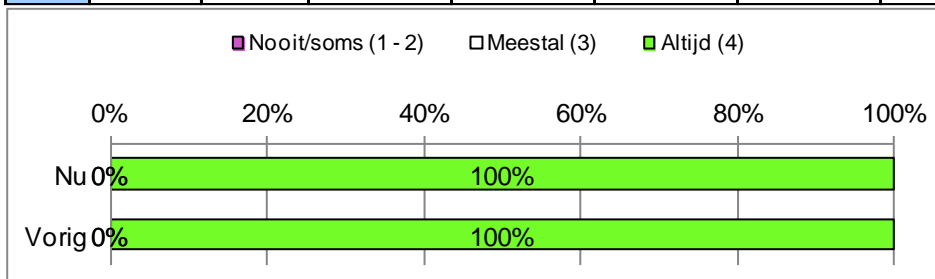 Nooit/soms (1 - 2) Meestal (3) Altijd (4)
0% 20% 40% 60% 80% 100%
Nu 0% 100%
Vorig 0% 100%